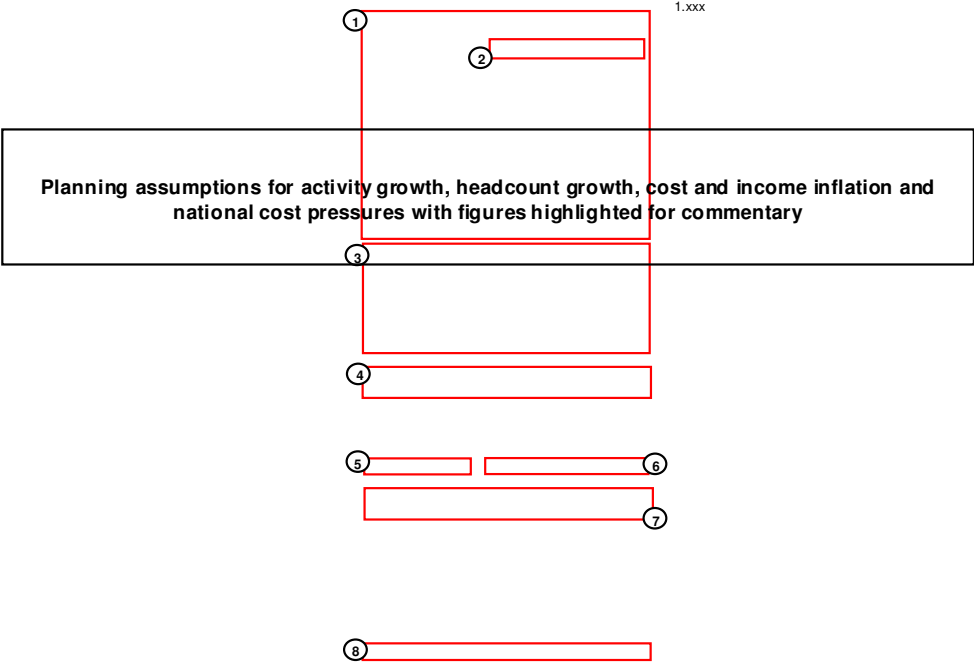 1.xxx
1
2
Planning assumptions for activity growth, headcount growth, cost and income inflation and
national cost pressures with figures highlighted for commentary
3
4
5
6
7
8